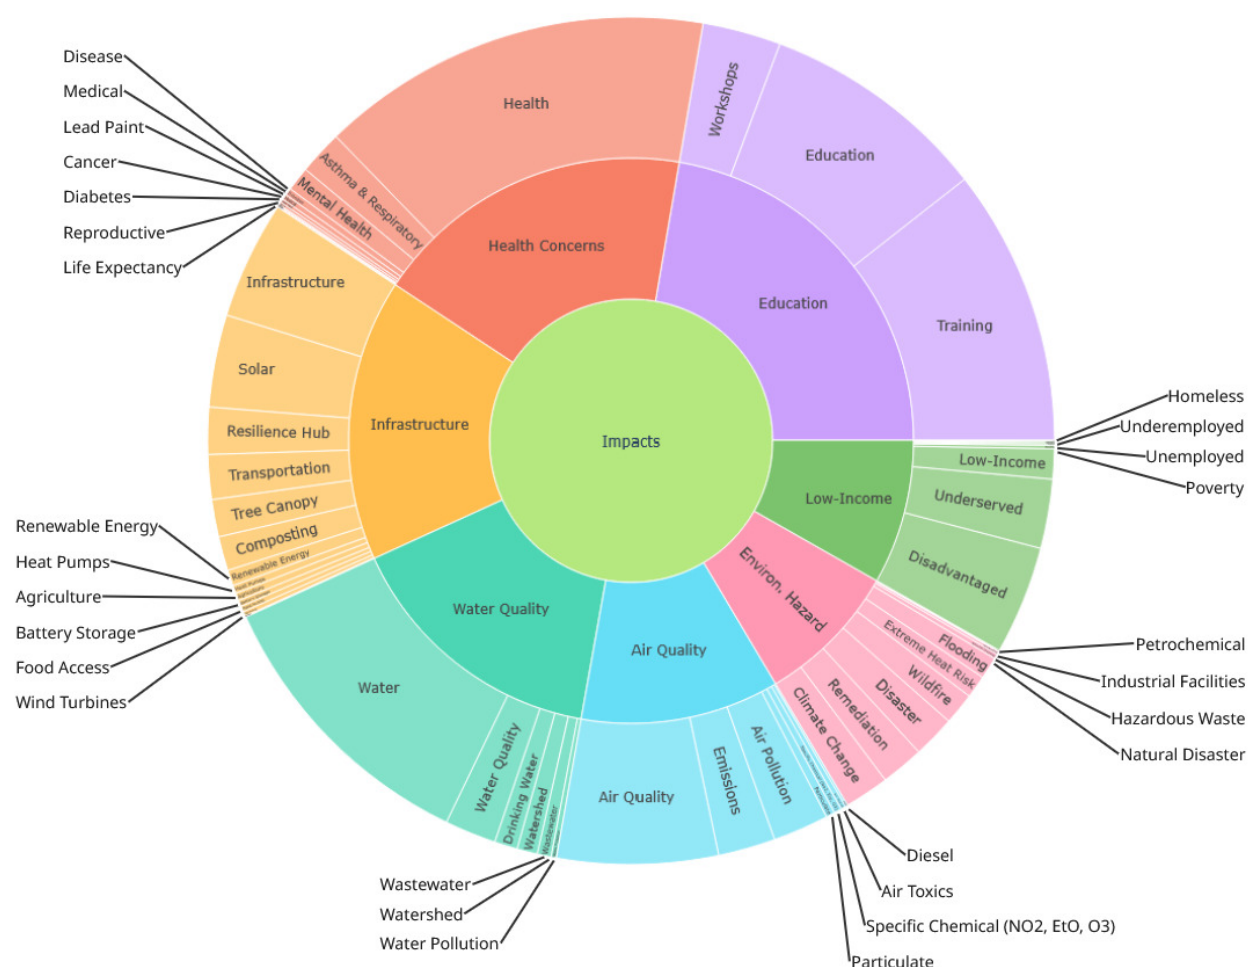 Disease
Medical
Lead Paint
Cancer
Diabetes
Reproductive
Life Expectancy
Health
Asthma & Respiratory
Mental Health
Health Concerns
Workshops
Education
Training
Education
Infrastructure
Solar
Resilience Hub
Transportation
Tree Canopy
Composting
Renewable Energy
Infrastructure
Impacts
Homeless
Underemployed
Unemployed
Poverty
Low-Income
Underserved
Disadvantaged
Low-Income
Renewable Energy
Heat Pumps
Agriculture
Battery Storage
Food Access
Wind Turbines
Water Quality
Water
Water Quality
Drinking Water
Watershed
Wastewater
Air Quality
Air Quality
Emissions
Air Pollution
Environ. Hazard
Flooding
Extreme Heat Risk
Wildfire
Disaster
Remediation
Climate Change
Petrochemical
Industrial Facilities
Hazardous Waste
Natural Disaster
Wastewater
Watershed
Water Pollution
Diesel
Air Toxics
Specific Chemical (NO2, EtO, O3)
Particulate